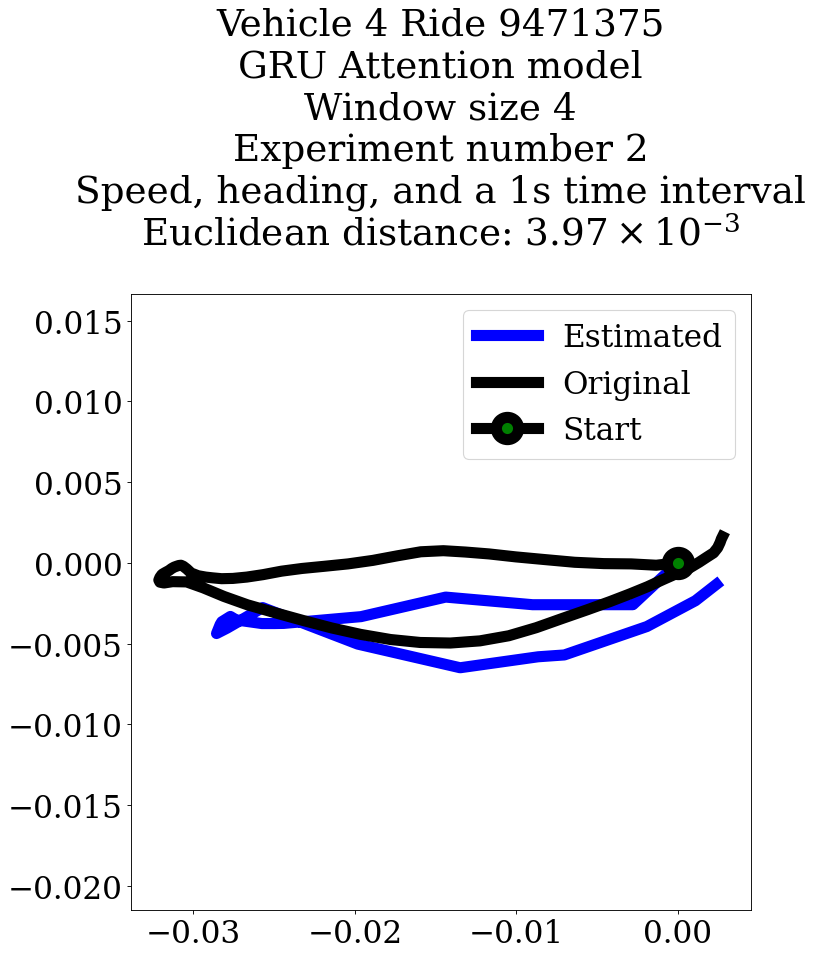 Vehicle 4 Ride 9471375
GRU Attention model
Window size 4
Experiment number 2
Speed, heading, and a 1s time interval
Euclidean distance: 3.97 × 10⁻³
Estimated
Original
Start
0.015
0.010
0.005
0.000
−0.005
−0.010
−0.015
−0.020
−0.03 −0.02 −0.01 0.00